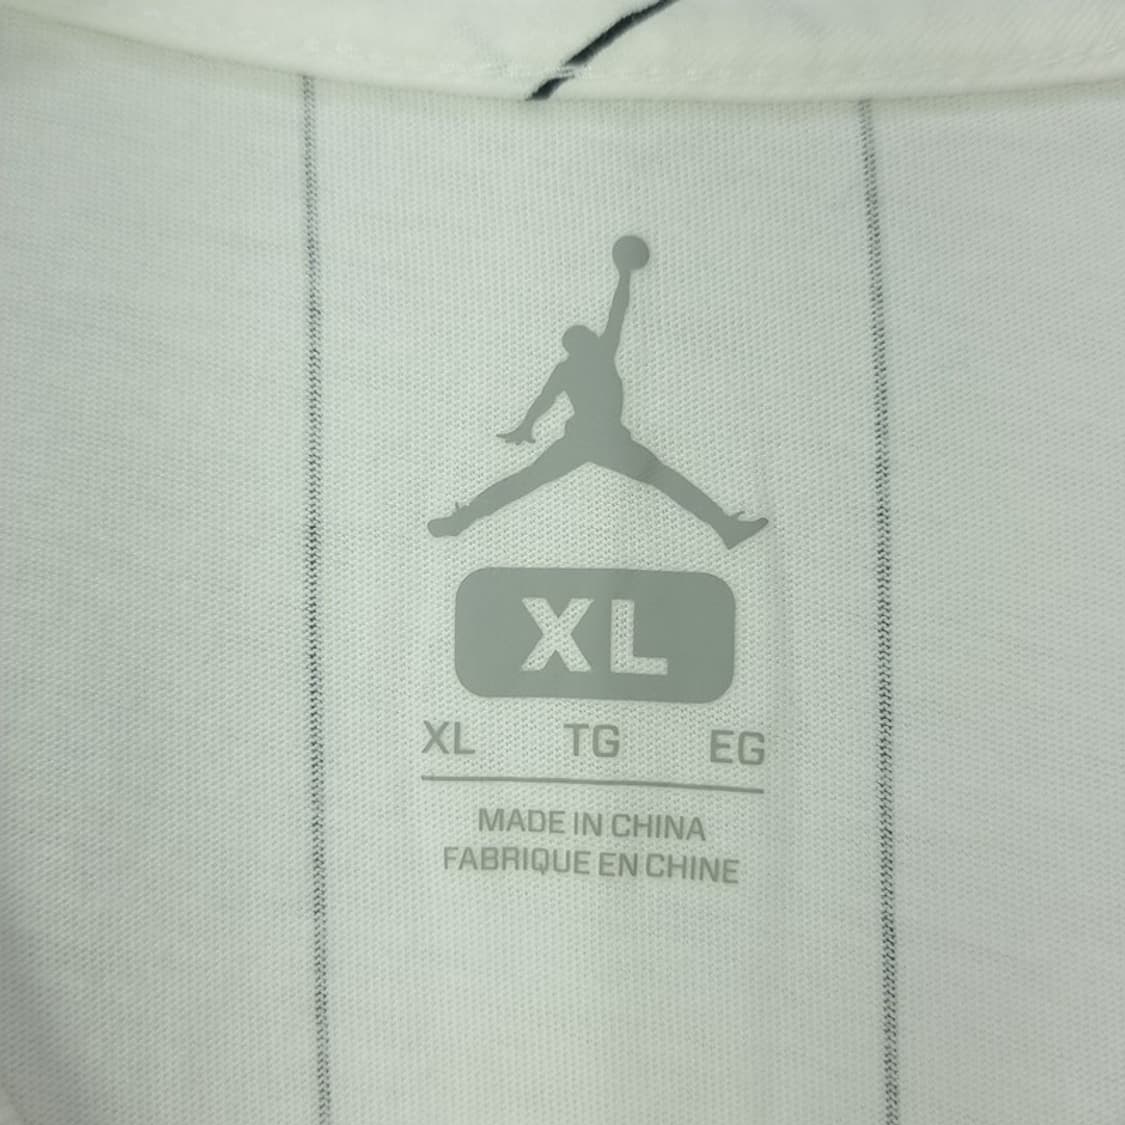 XL
XL TG EG
MADE IN CHINA
FABRIQUE EN CHINE